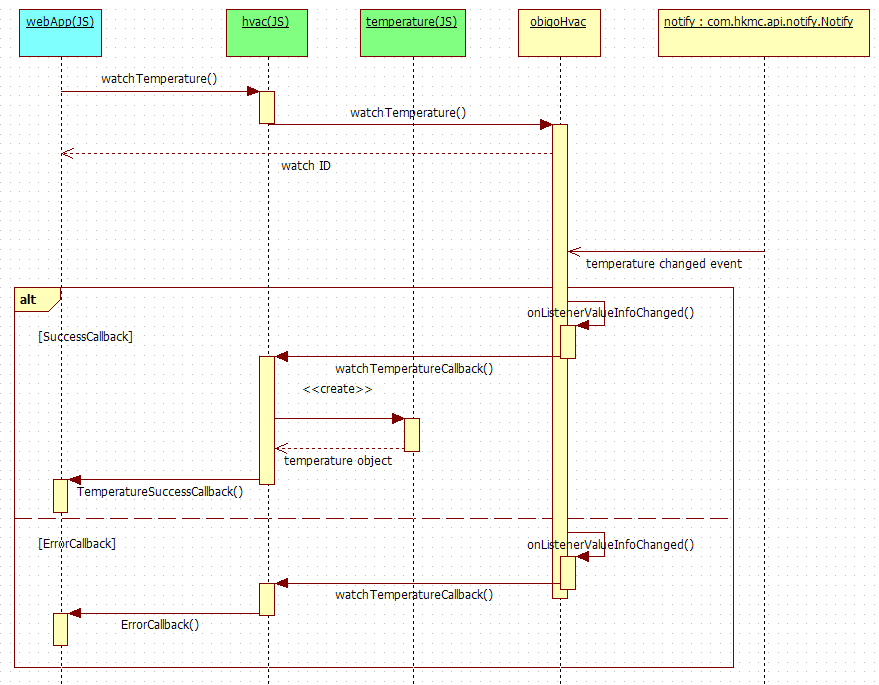 webApp(JS)
hvac(JS)
temperature(JS)
obigoHvac
notify : com.hkmc.api.notify.Notify
watchTemperature()
watchTemperature()
watch ID
temperature changed event
alt
onListenerValueInfoChanged()
[SuccessCallback]
watchTemperatureCallback()
<<create>>
temperature object
TemperatureSuccessCallback()
[ErrorCallback]
onListenerValueInfoChanged()
watchTemperatureCallback()
ErrorCallback()